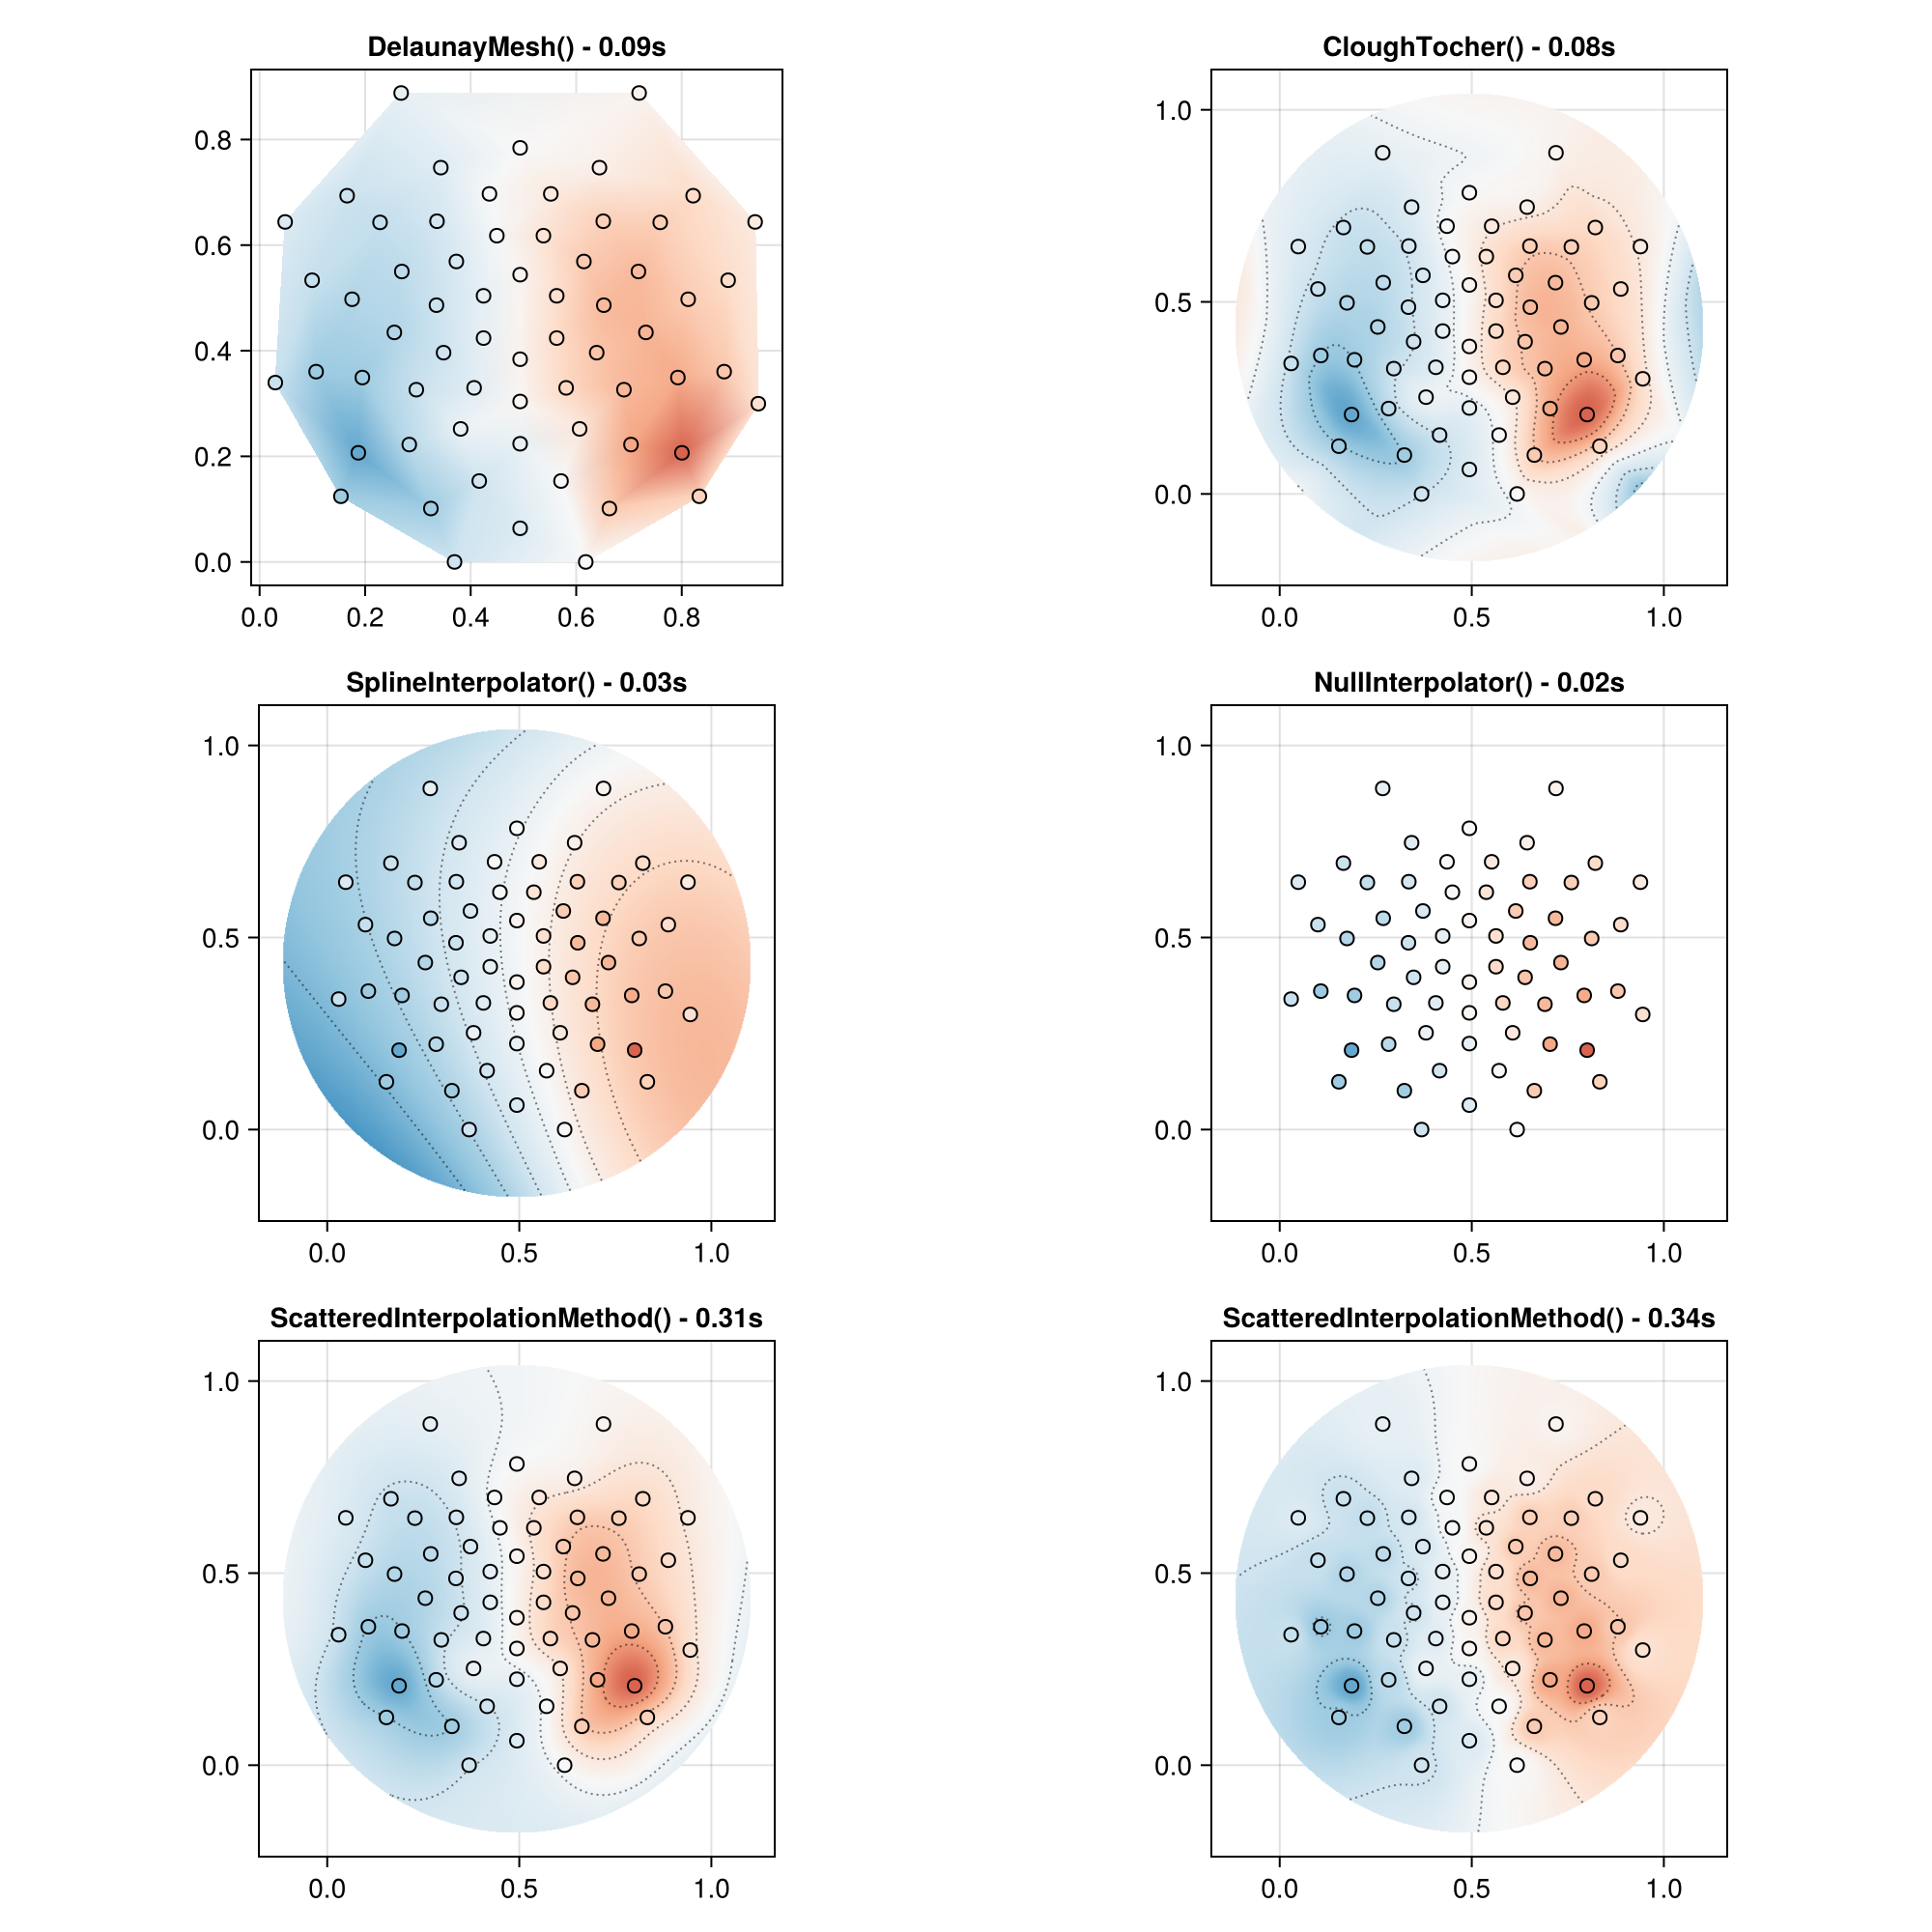 DelaunayMesh() - 0.09s
0.8
0.6
0.4
0.2
0.0
0.0 0.2 0.4 0.6 0.8
CloughTocher() - 0.08s
1.0
0.5
0.0
0.0 0.5 1.0
SplineInterpolator() - 0.03s
1.0
0.5
0.0
0.0 0.5 1.0
NullInterpolator() - 0.02s
1.0
0.5
0.0
0.0 0.5 1.0
ScatteredInterpolationMethod() - 0.31s
1.0
0.5
0.0
0.0 0.5 1.0
ScatteredInterpolationMethod() - 0.34s
1.0
0.5
0.0
0.0 0.5 1.0